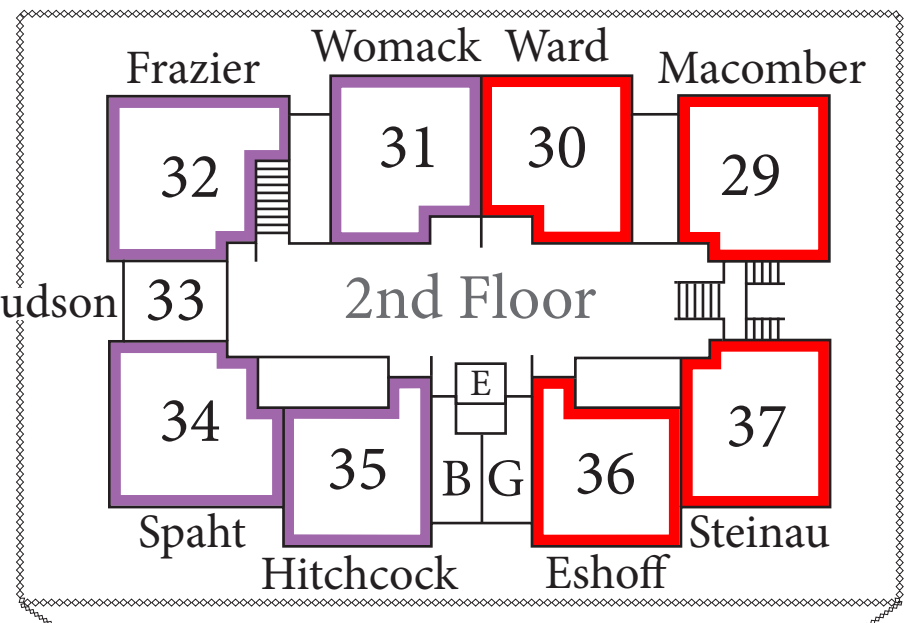 Womack Ward
Frazier Macomber
32 31 30 29
udson 33 2nd Floor
E
34 35 B G 36 37
Spaht Steinau
Hitchcock Eshoff